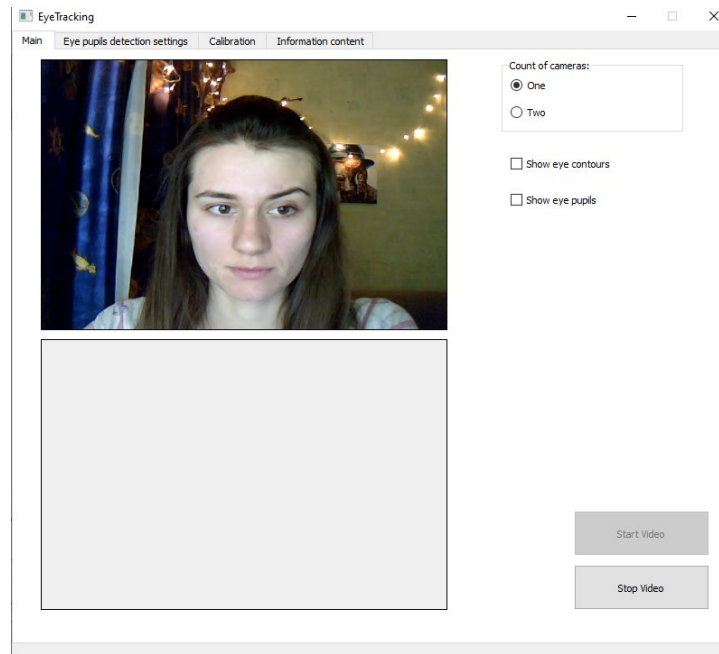 EyeTracking
Main Eye pupils detection settings Calibration Information content
Count of cameras:
One
Two
Show eye contours
Show eye pupils
Start Video
Stop Video